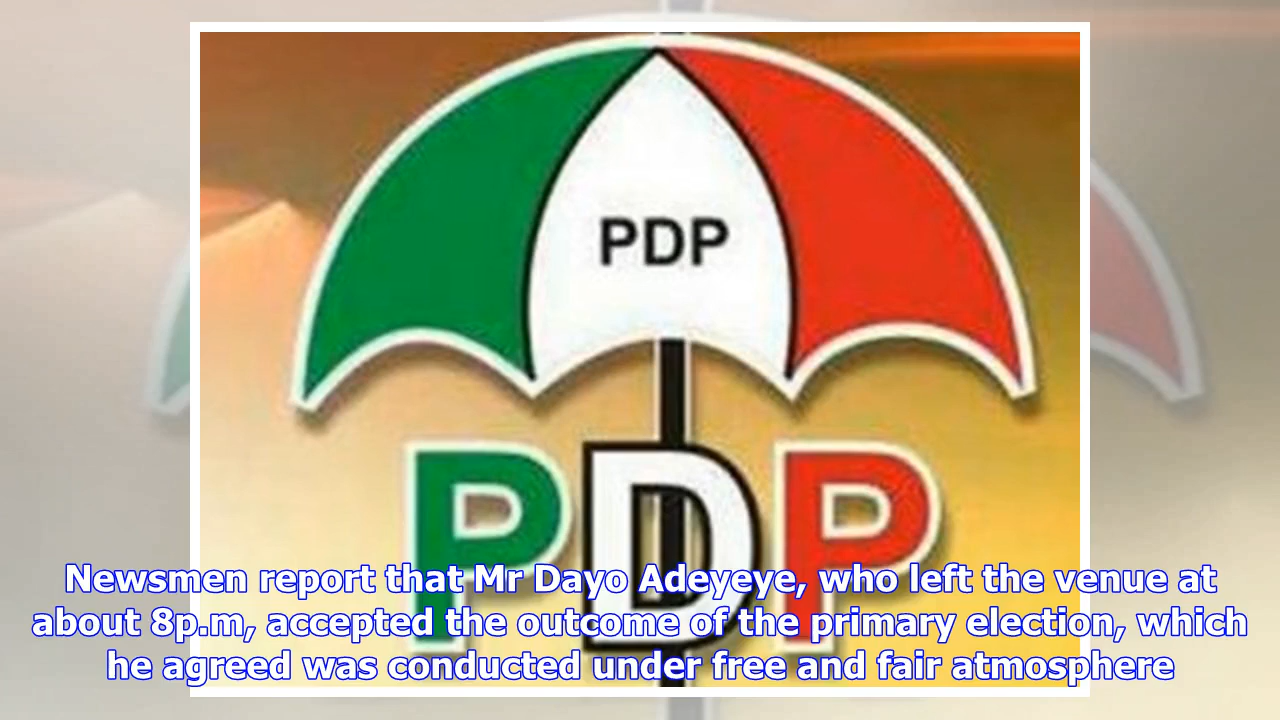 PDP
PDP
Newsmen report that Mr Dayo Adeyeye, who left the venue at
about 8p.m, accepted the outcome of the primary election, which
he agreed was conducted under free and fair atmosphere